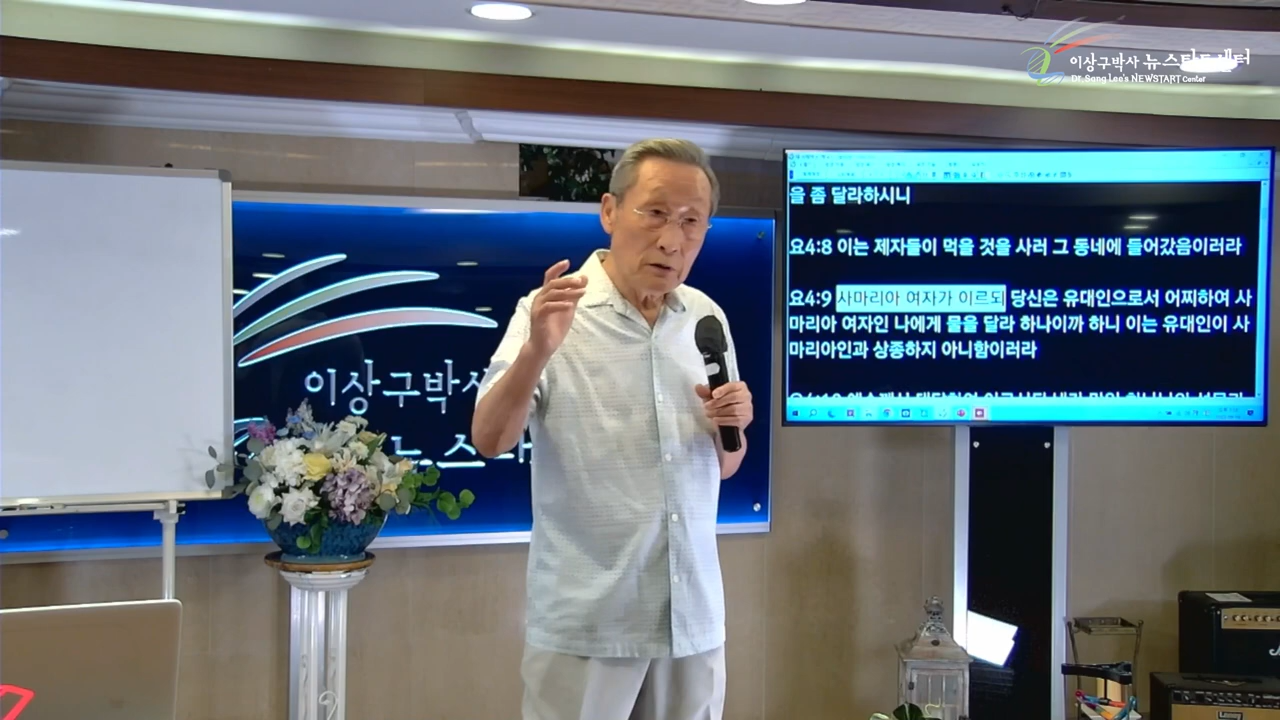 이상구박사 뉴스타트센터
Dr. Sang Lee's NEWSTART Center
을 좀 달라하시니
요4:8 이는 제자들이 먹을 것을 사러 그 동네에 들어갔음이러라
요4:9 사마리아 여자가 이르되 당신은 유대인으로서 어찌하여 사
마리아 여자인 나에게 물을 달라 하나이까 하니 이는 유대인이 사
마리아인과 상종하지 아니함이러라
이상구박사
뉴스